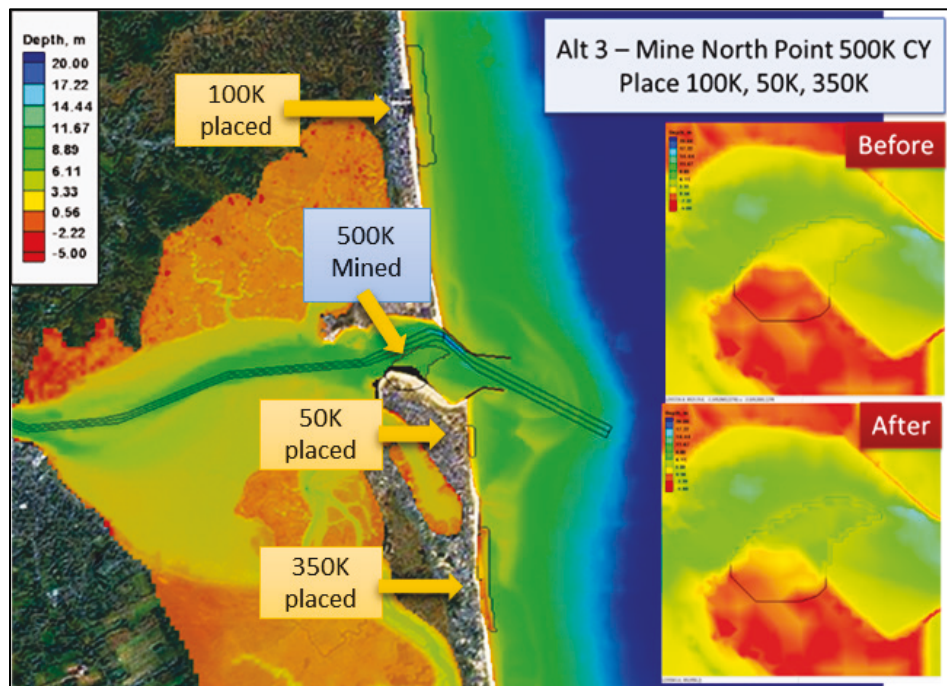 Depth, m
20.00
17.22
14.44
11.67
8.89
6.11
3.33
0.56
-2.22
-5.00
Alt 3 – Mine North Point 500K CY
Place 100K, 50K, 350K
100K
placed
500K
Mined
50K
placed
350K
placed
Before
Depth, m
After
Depth, m